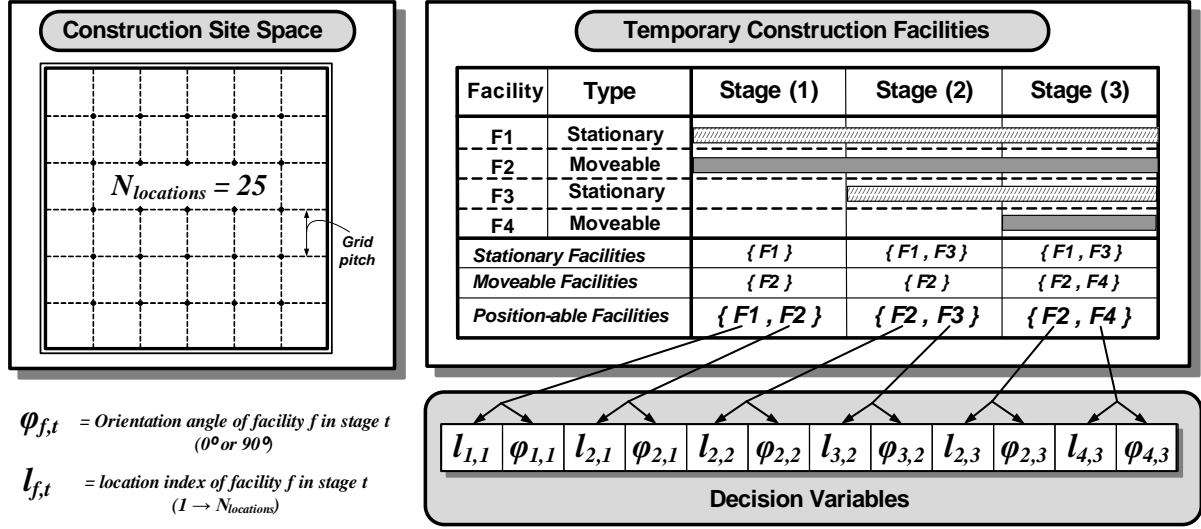 Construction Site Space
N_locations = 25
Grid
pitch
φ_f,t = Orientation angle of facility f in stage t
(0º or 90º)
l_f,t = location index of facility f in stage t
(1 → N_locations)
Temporary Construction Facilities
Facility Type Stage (1) Stage (2) Stage (3)
F1 Stationary
F2 Moveable
F3 Stationary
F4 Moveable
Stationary Facilities { F1 } { F1 , F3 } { F1 , F3 }
Moveable Facilities { F2 } { F2 } { F2 , F4 }
Position-able Facilities { F1 , F2 } { F2 , F3 } { F2 , F4 }
l_1,1 φ_1,1 l_2,1 φ_2,1 l_2,2 φ_2,2 l_3,2 φ_3,2 l_2,3 φ_2,3 l_4,3 φ_4,3
Decision Variables